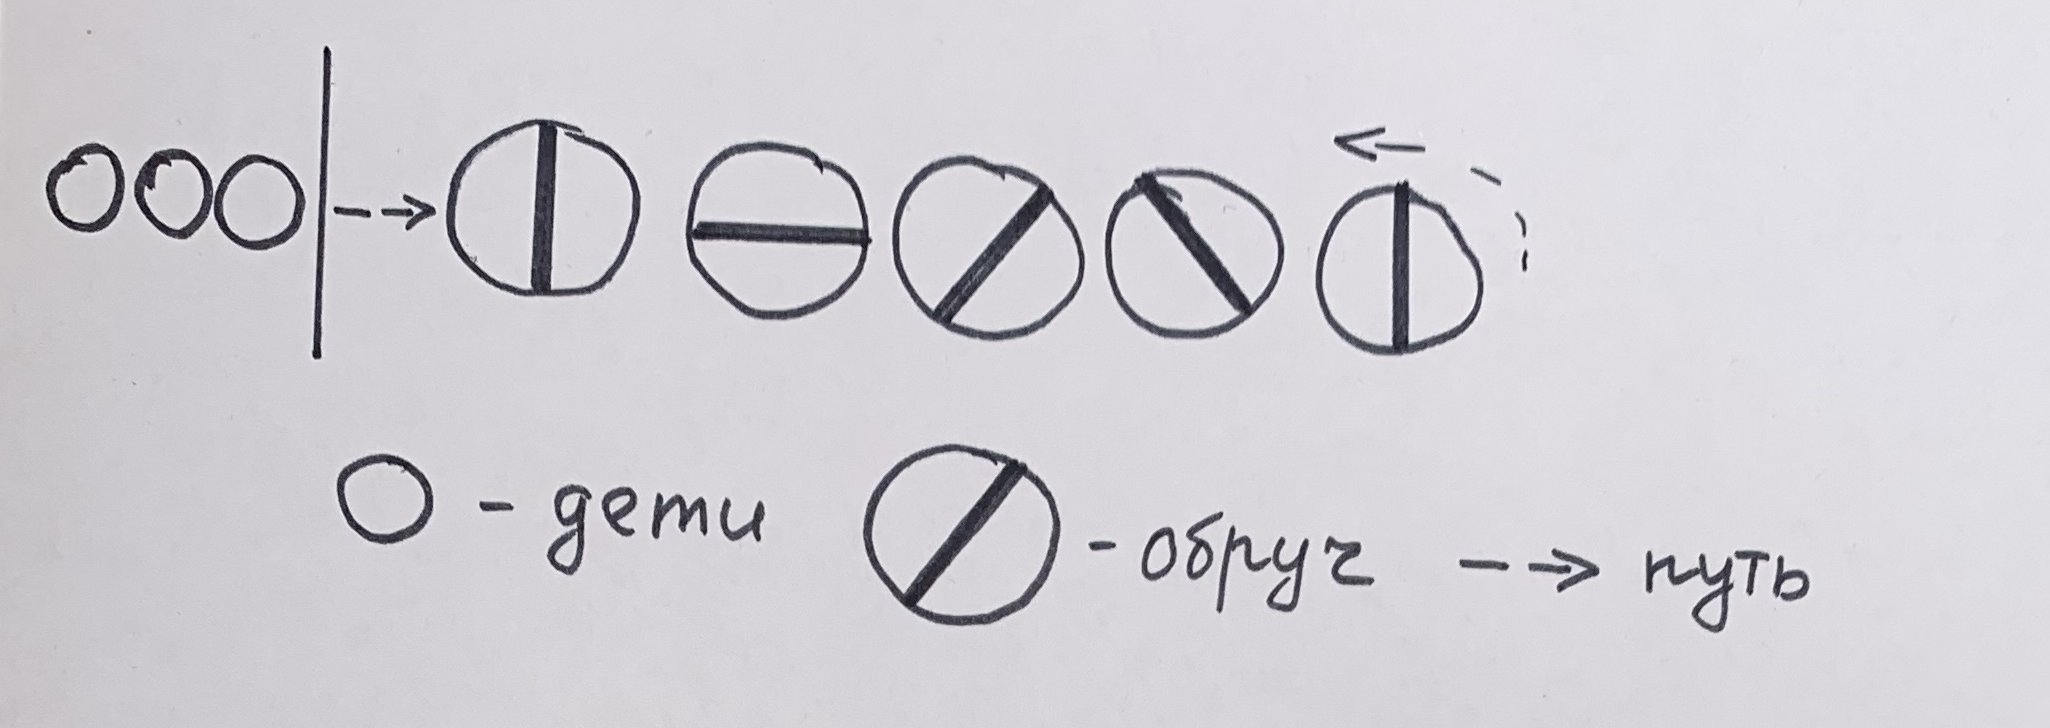 - дети - обруч --> путь